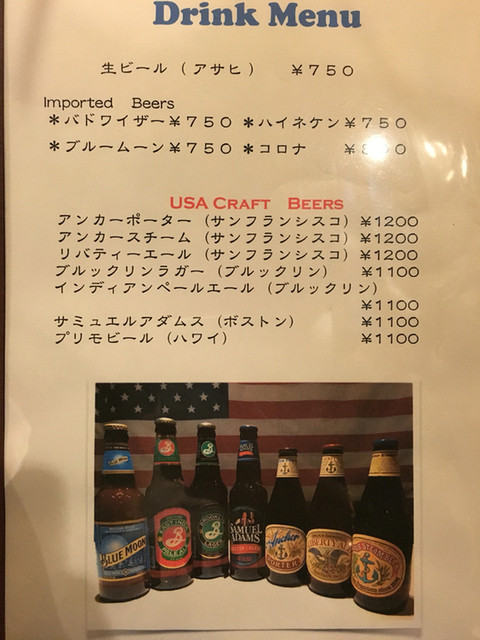 Drink Menu
生ビール (アサヒ) ¥750
Imported Beers
*バドワイザー¥750 *ハイネケン¥750
*ブルームーン¥750 *コロナ
USA CRAFT BEERS
アンカーポーター (サンフランシスコ) ¥1200
アンカースチーム (サンフランシスコ) ¥1200
リバティーエール (サンフランシスコ) ¥1200
ブルックリンラガー (ブルックリン) ¥1100
インディアンペールエール (ブルックリン)
¥1100
サミュエルアダムス (ボストン) ¥1100
プリモビール (ハワイ) ¥1100
BLUE MOON
PALE ALE
LAGER
SAMUEL
ADAMS
Anchor
PORTER
LIBERTY